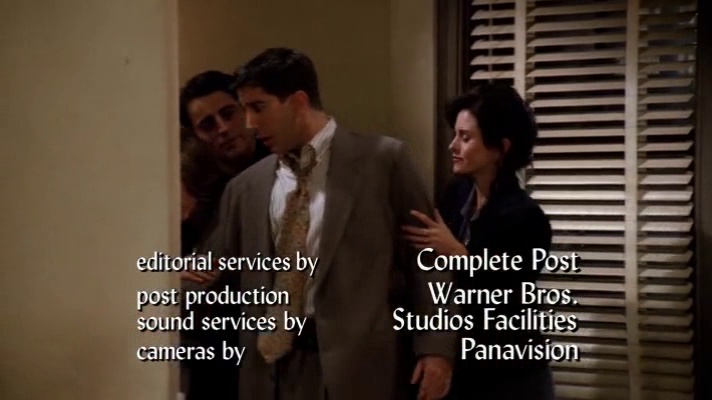 editorial services by Complete Post
post production Warner Bros.
sound services by Studios Facilities
cameras by Panavision